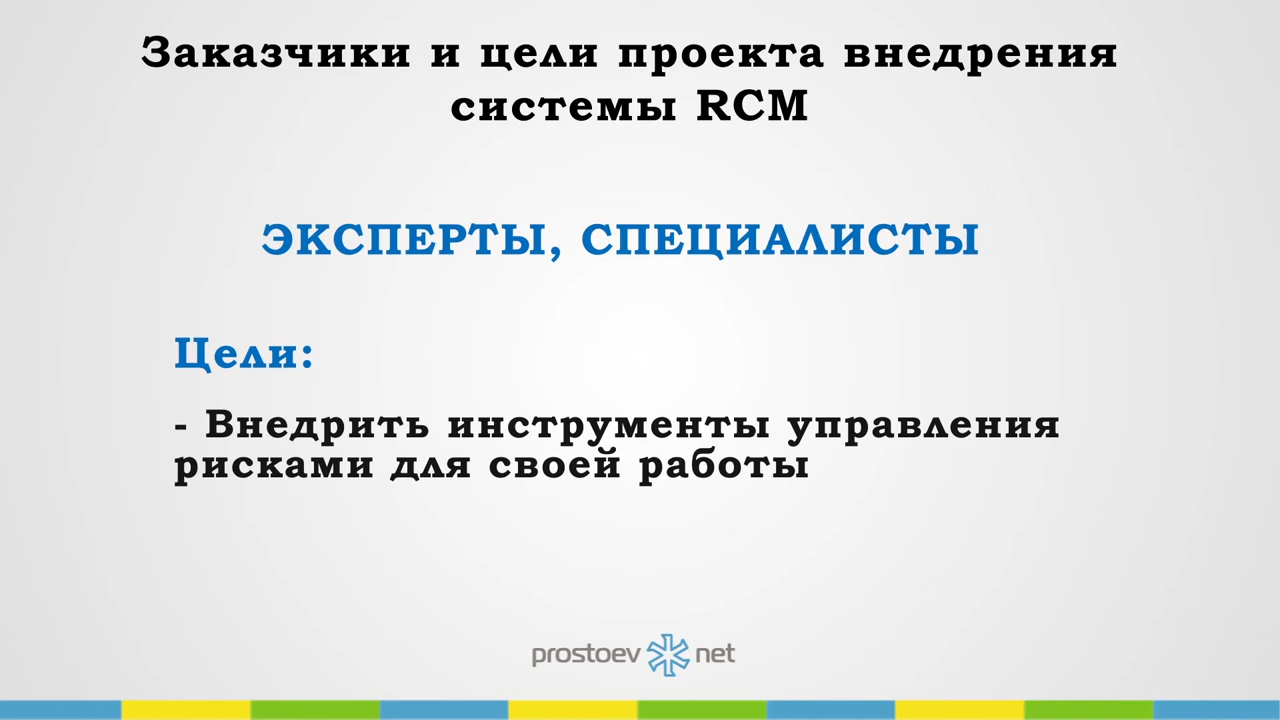 Заказчики и цели проекта внедрения
системы RCM
ЭКСПЕРТЫ, СПЕЦИАЛИСТЫ
Цели:
- Внедрить инструменты управления
рисками для своей работы
prostoev net